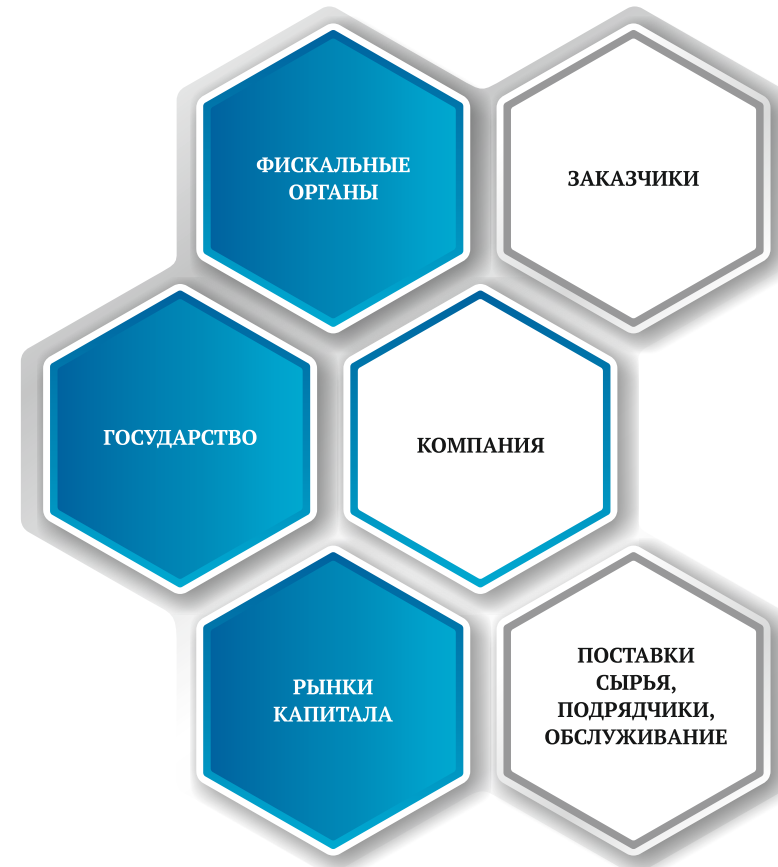 ФИСКАЛЬНЫЕ
ОРГАНЫ
ЗАКАЗЧИКИ
ГОСУДАРСТВО
КОМПАНИЯ
РЫНКИ
КАПИТАЛА
ПОСТАВКИ
СЫРЬЯ,
ПОДРЯДЧИКИ,
ОБСЛУЖИВАНИЕ